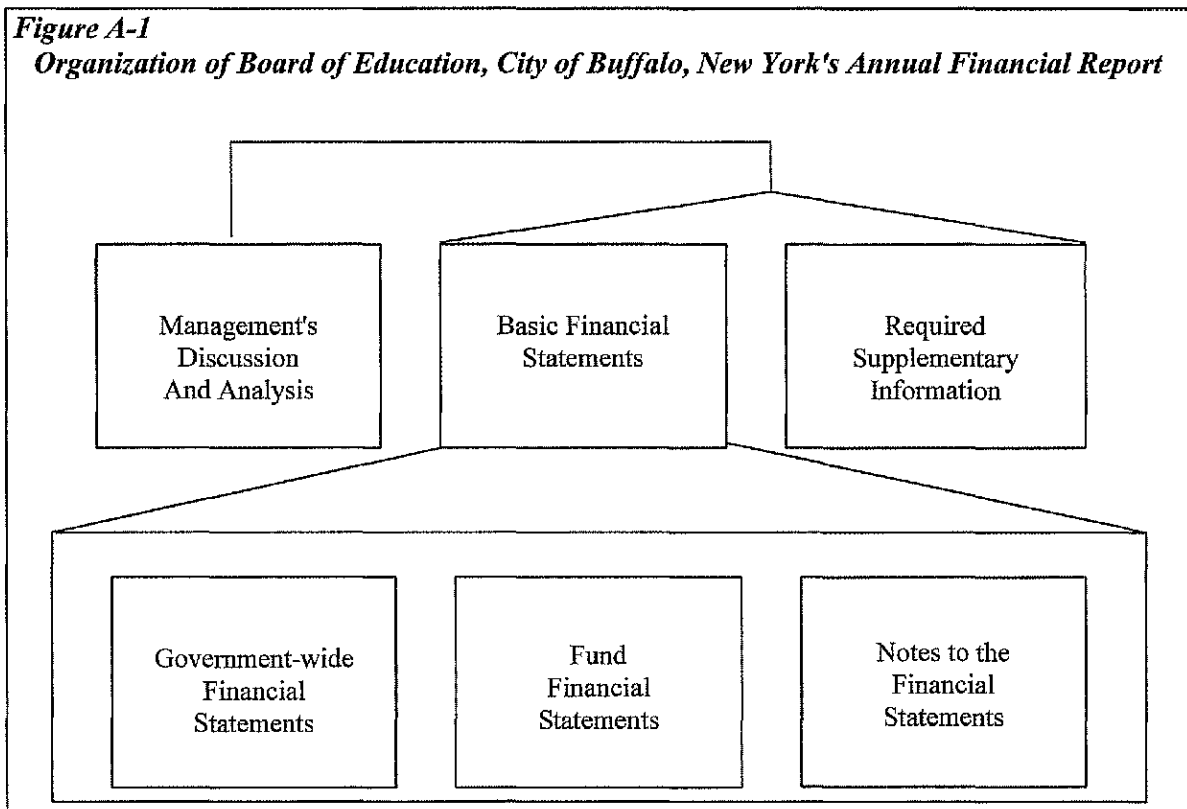 Figure A-1
Organization of Board of Education, City of Buffalo, New York's Annual Financial Report
Management's
Discussion
And Analysis
Basic Financial
Statements
Required
Supplementary
Information
Government-wide
Financial
Statements
Fund
Financial
Statements
Notes to the
Financial
Statements